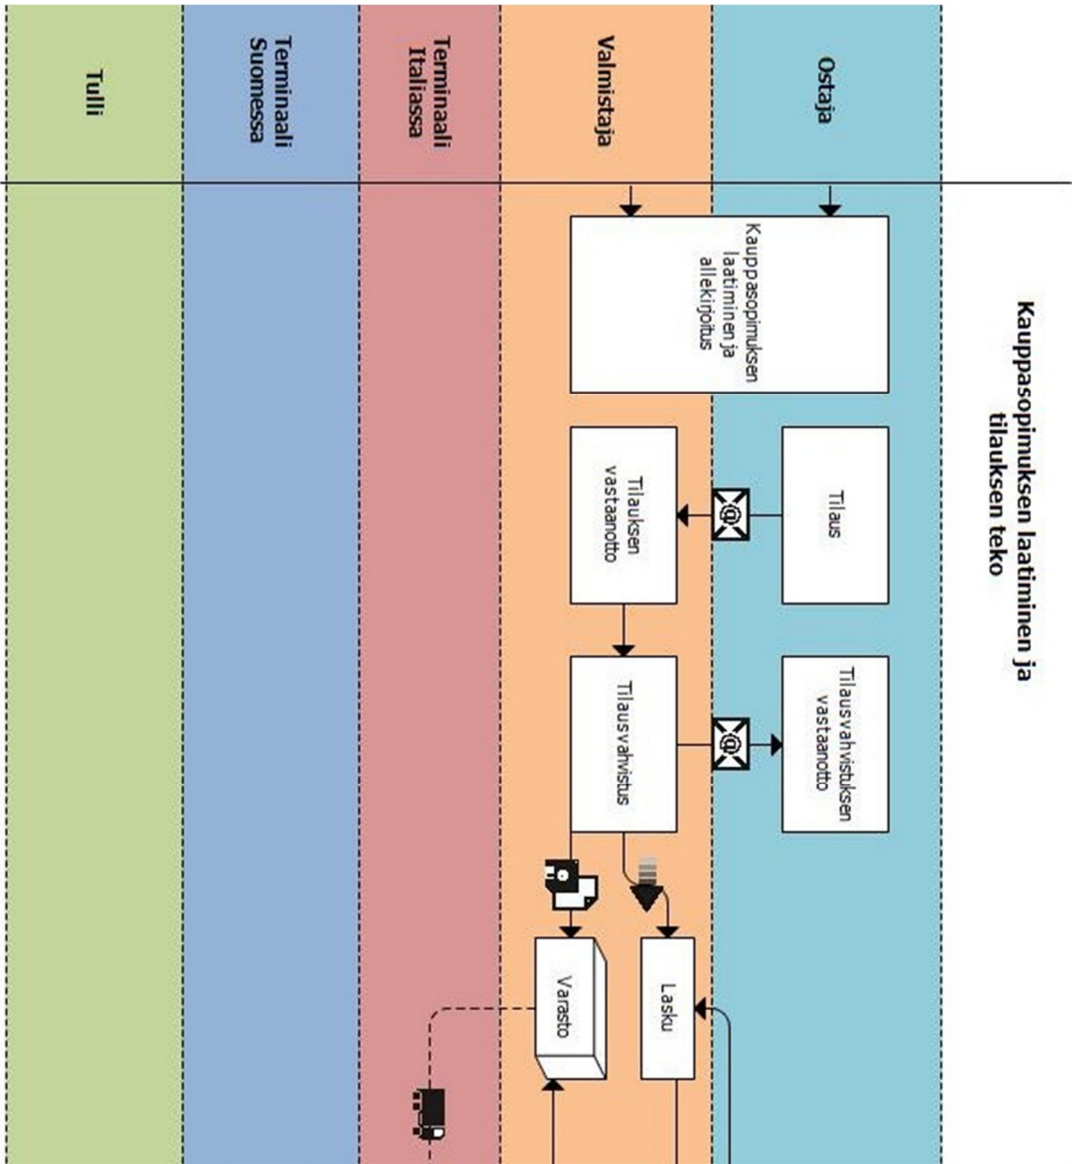 Kauppasopimuksen laatiminen ja
tilauksen teko
Ostaja
Valmistaja
Terminaali
Italiassa
Terminaali
Suomessa
Tulli
Kauppasopimuksen
laatiminen ja
allekirjoitus
Tilaus
@
Tilauksen
vastaanotto
Tilausvahvistuksen
vastaanotto
@
Tilausvahvistus
Lasku
Varasto